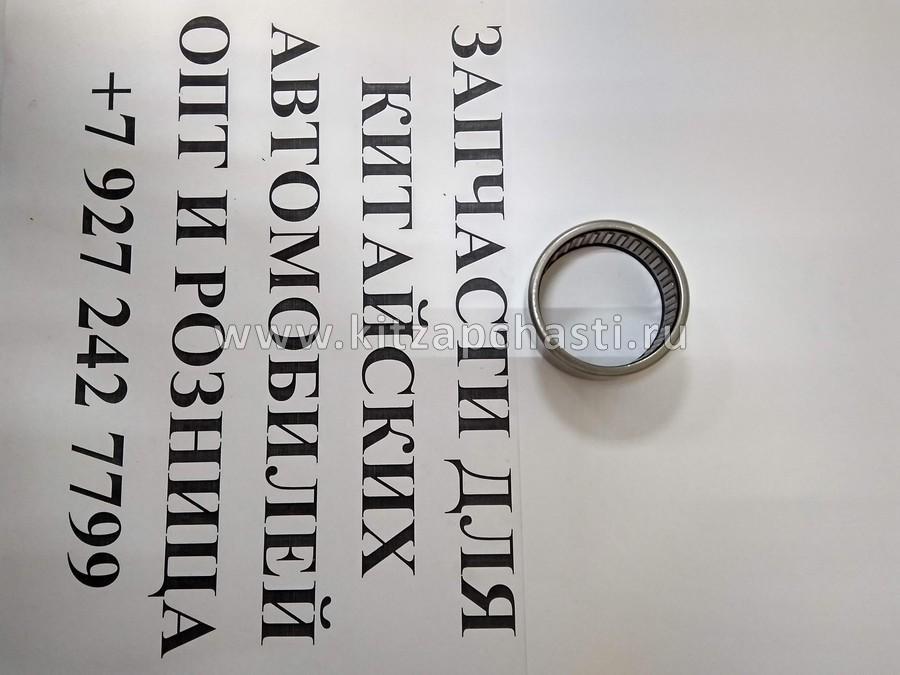 ЗАПЧАСТИ ДЛЯ
КИТАЙСКИХ
АВТОМОБИЛЕЙ
ОПТ И РОЗНИЦА
+7 927 242 7799
www.kitzapchasti.ru